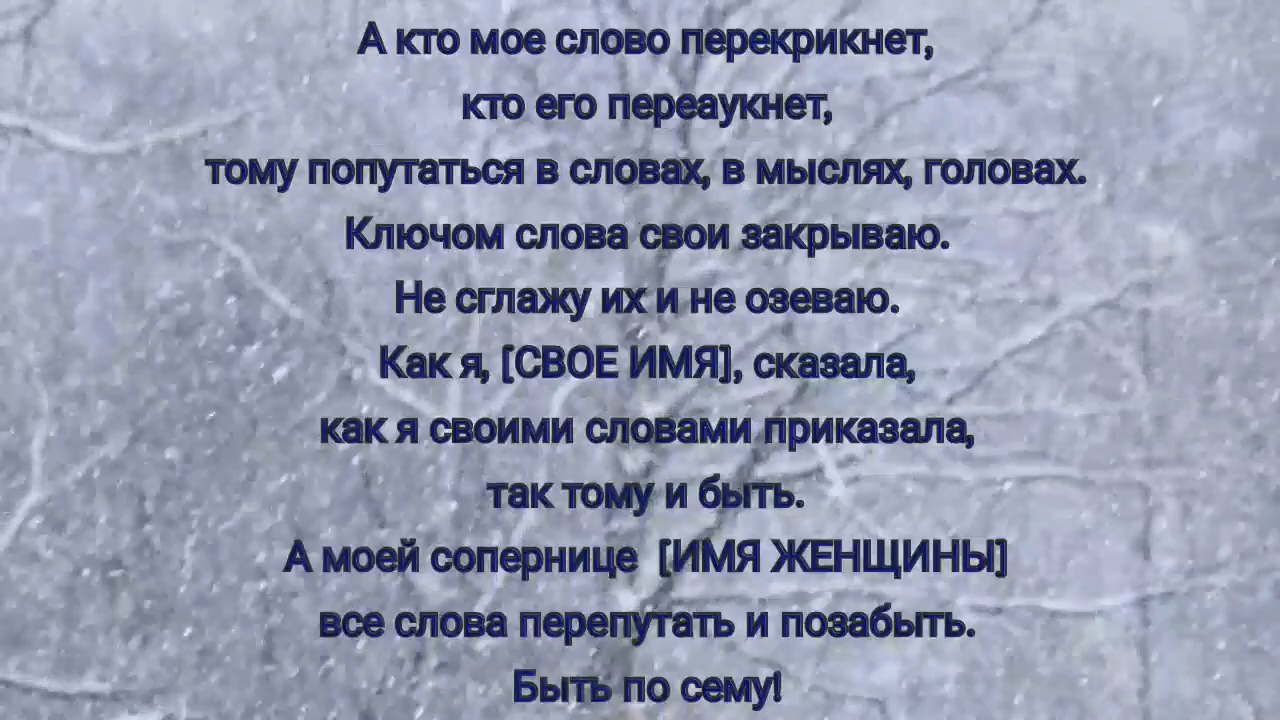 А кто мое слово перекрикнет,
кто его переаукнет,
тому попутаться в словах, в мыслях, головах.
Ключом слова свои закрываю.
Не сглажу их и не озеваю.
Как я, [СВОЕ ИМЯ], сказала,
как я своими словами приказала,
так тому и быть.
А моей сопернице [ИМЯ ЖЕНЩИНЫ]
все слова перепутать и позабыть.
Быть по сему!